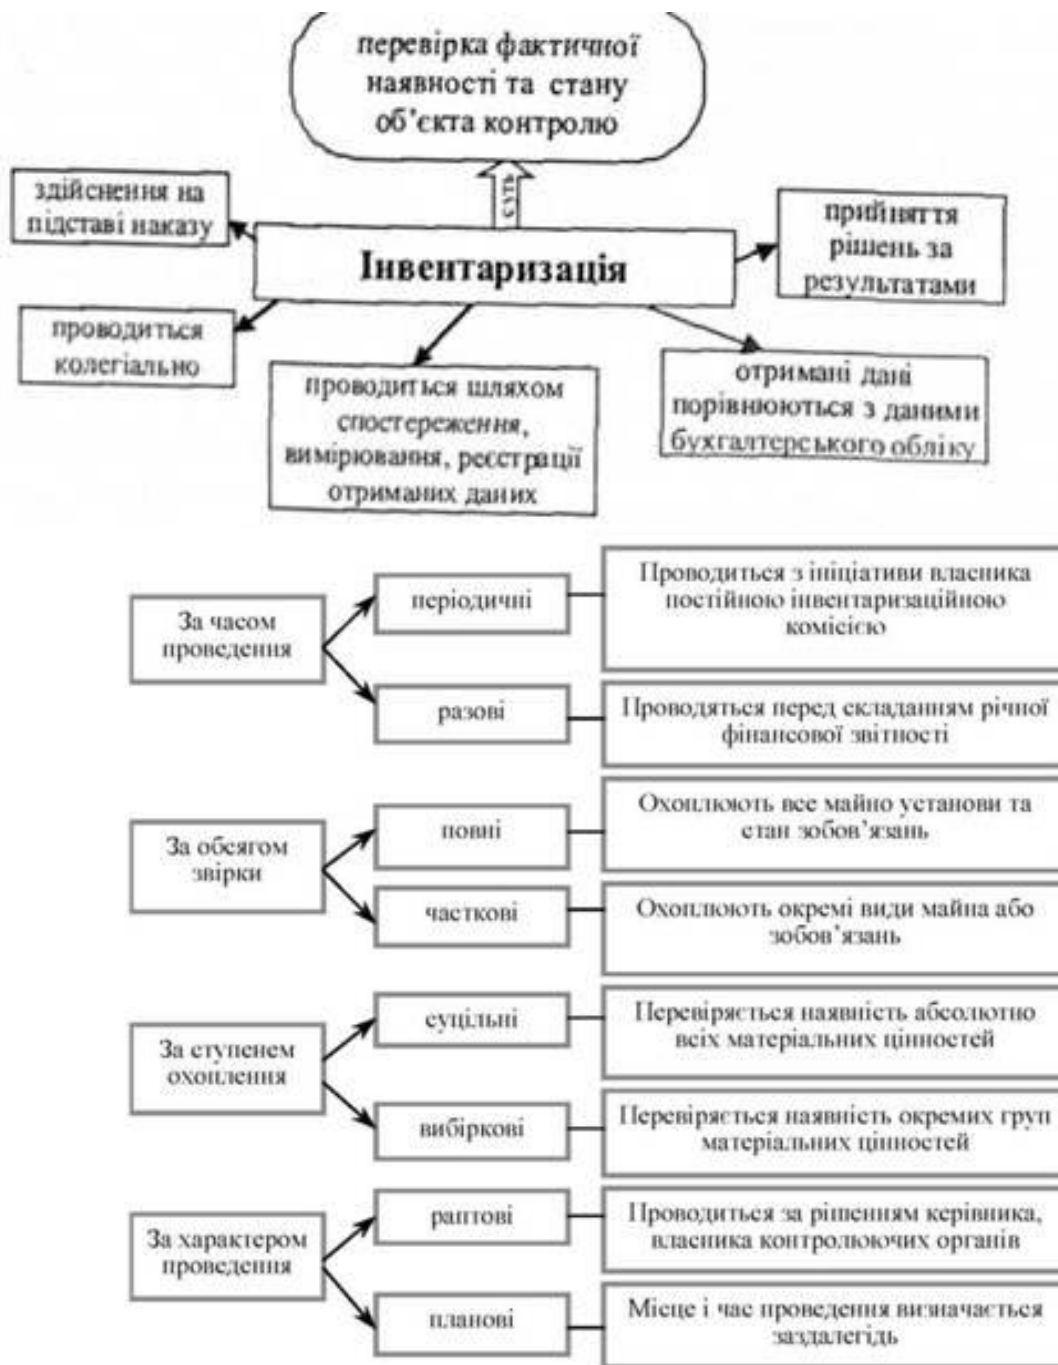 перевірка фактичної
наявності та стану
об'єкта контролю
суть
здійснення на
підставі наказу
Інвентаризація
прийняття
рішень за
результатами
проводиться
колегіально
проводиться шляхом
спостереження,
вимірювання, реєстрації
отриманих даних
отримані дані
порівнюються з даними
бухгалтерського обліку
За часом
проведення
періодичні
Проводиться з ініціативи власника
постійною інвентаризаційною
комісією
разові
Проводяться перед складанням річної
фінансової звітності
За обсягом
звірки
повні
Охоплюють все майно установи та
стан зобов'язань
часткові
Охоплюють окремі види майна або
зобов'язань
За ступенем
охоплення
суцільні
Перевіряється наявність абсолютно
всіх матеріальних цінностей
вибіркові
Перевіряється наявність окремих груп
матеріальних цінностей
За характером
проведення
раптові
Проводиться за рішенням керівника,
власника контролюючих органів
планові
Місце і час проведення визначається
заздалегідь